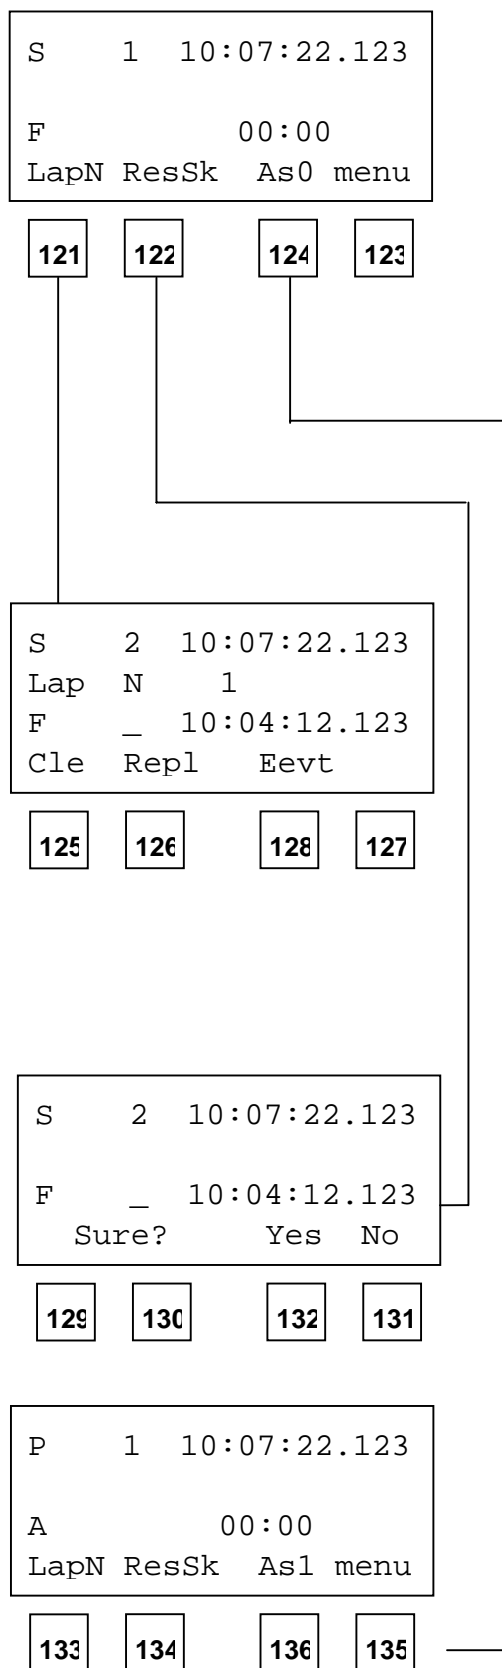 S 1 10:07:22.123
F 00:00
LapN ResSk As0 menu
121 122 124 123
S 2 10:07:22.123
Lap N 1
F _ 10:04:12.123
Cle Repl Eevt
125 126 128 127
S 2 10:07:22.123
F _ 10:04:12.123
Sure? Yes No
129 130 132 131
P 1 10:07:22.123
A 00:00
LapN ResSk As1 menu
133 134 136 135